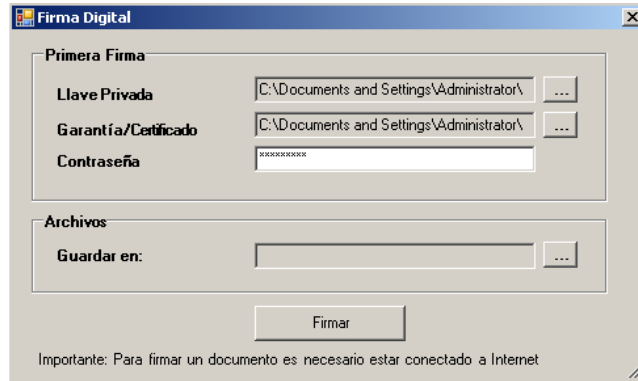 Firma Digital
Primera Firma
Llave Privada C:\Documents and Settings\Administrator\ ...
Garantía/Certificado C:\Documents and Settings\Administrator\ ...
Contraseña *********
Archivos
Guardar en: ...
Firmar
Importante: Para firmar un documento es necesario estar conectado a Internet